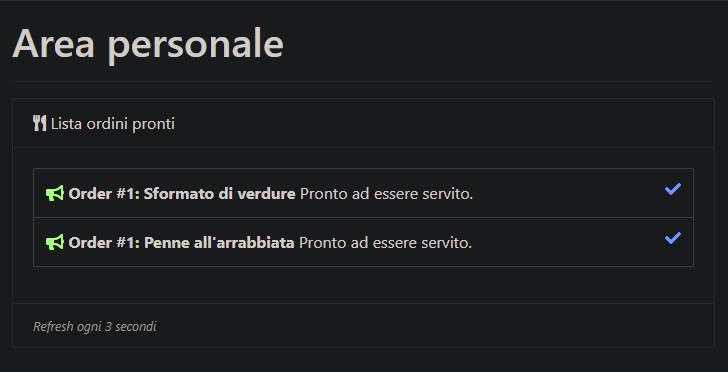 Area personale
Lista ordini pronti
Order #1: Sformato di verdure Pronto ad essere servito.
Order #1: Penne all'arrabbiata Pronto ad essere servito.
Refresh ogni 3 secondi